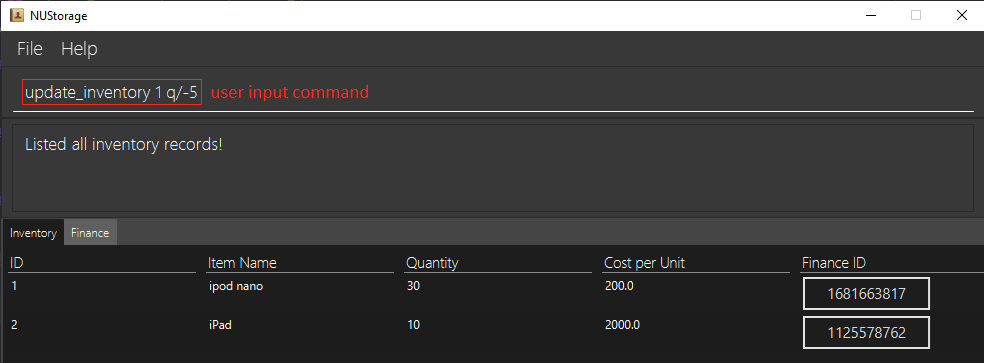 NUStorage
File Help
update_inventory 1 q/-5 user input command
Listed all inventory records!
Inventory Finance
ID Item Name Quantity Cost per Unit Finance ID
1 ipod nano 30 200.0 1681663817
2 iPad 10 2000.0 1125578762